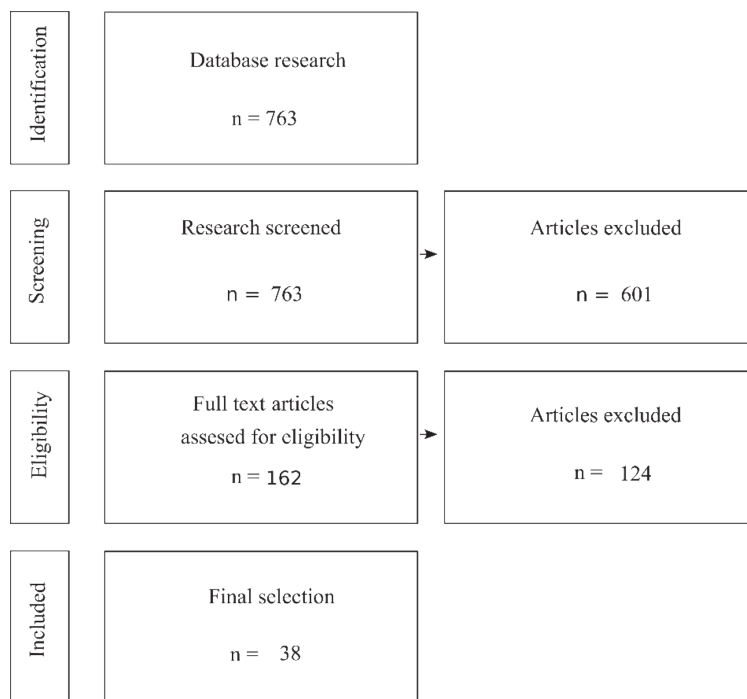 Identification
Database research
n = 763
Screening
Research screened
n = 763
Articles excluded
n = 601
Eligibility
Full text articles
assesed for eligibility
n = 162
Articles excluded
n = 124
Included
Final selection
n = 38